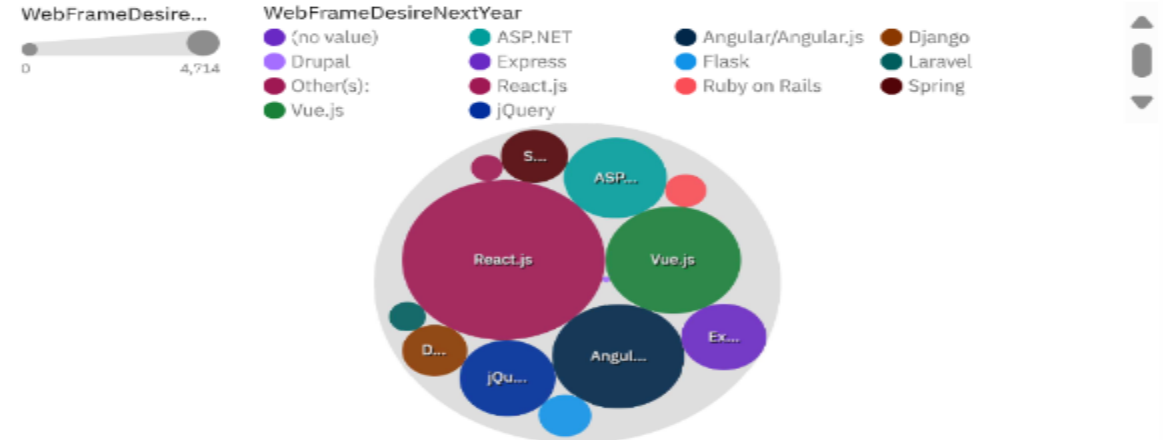 WebFrameDesire...
0 4,714
WebFrameDesireNextYear
(no value) ASP.NET Angular/Angular.js Django
Drupal Express Flask Laravel
Other(s): React.js Ruby on Rails Spring
Vue.js jQuery
S...
ASP...
React.js Vue.js
Ex...
D... Angul...
jQu...